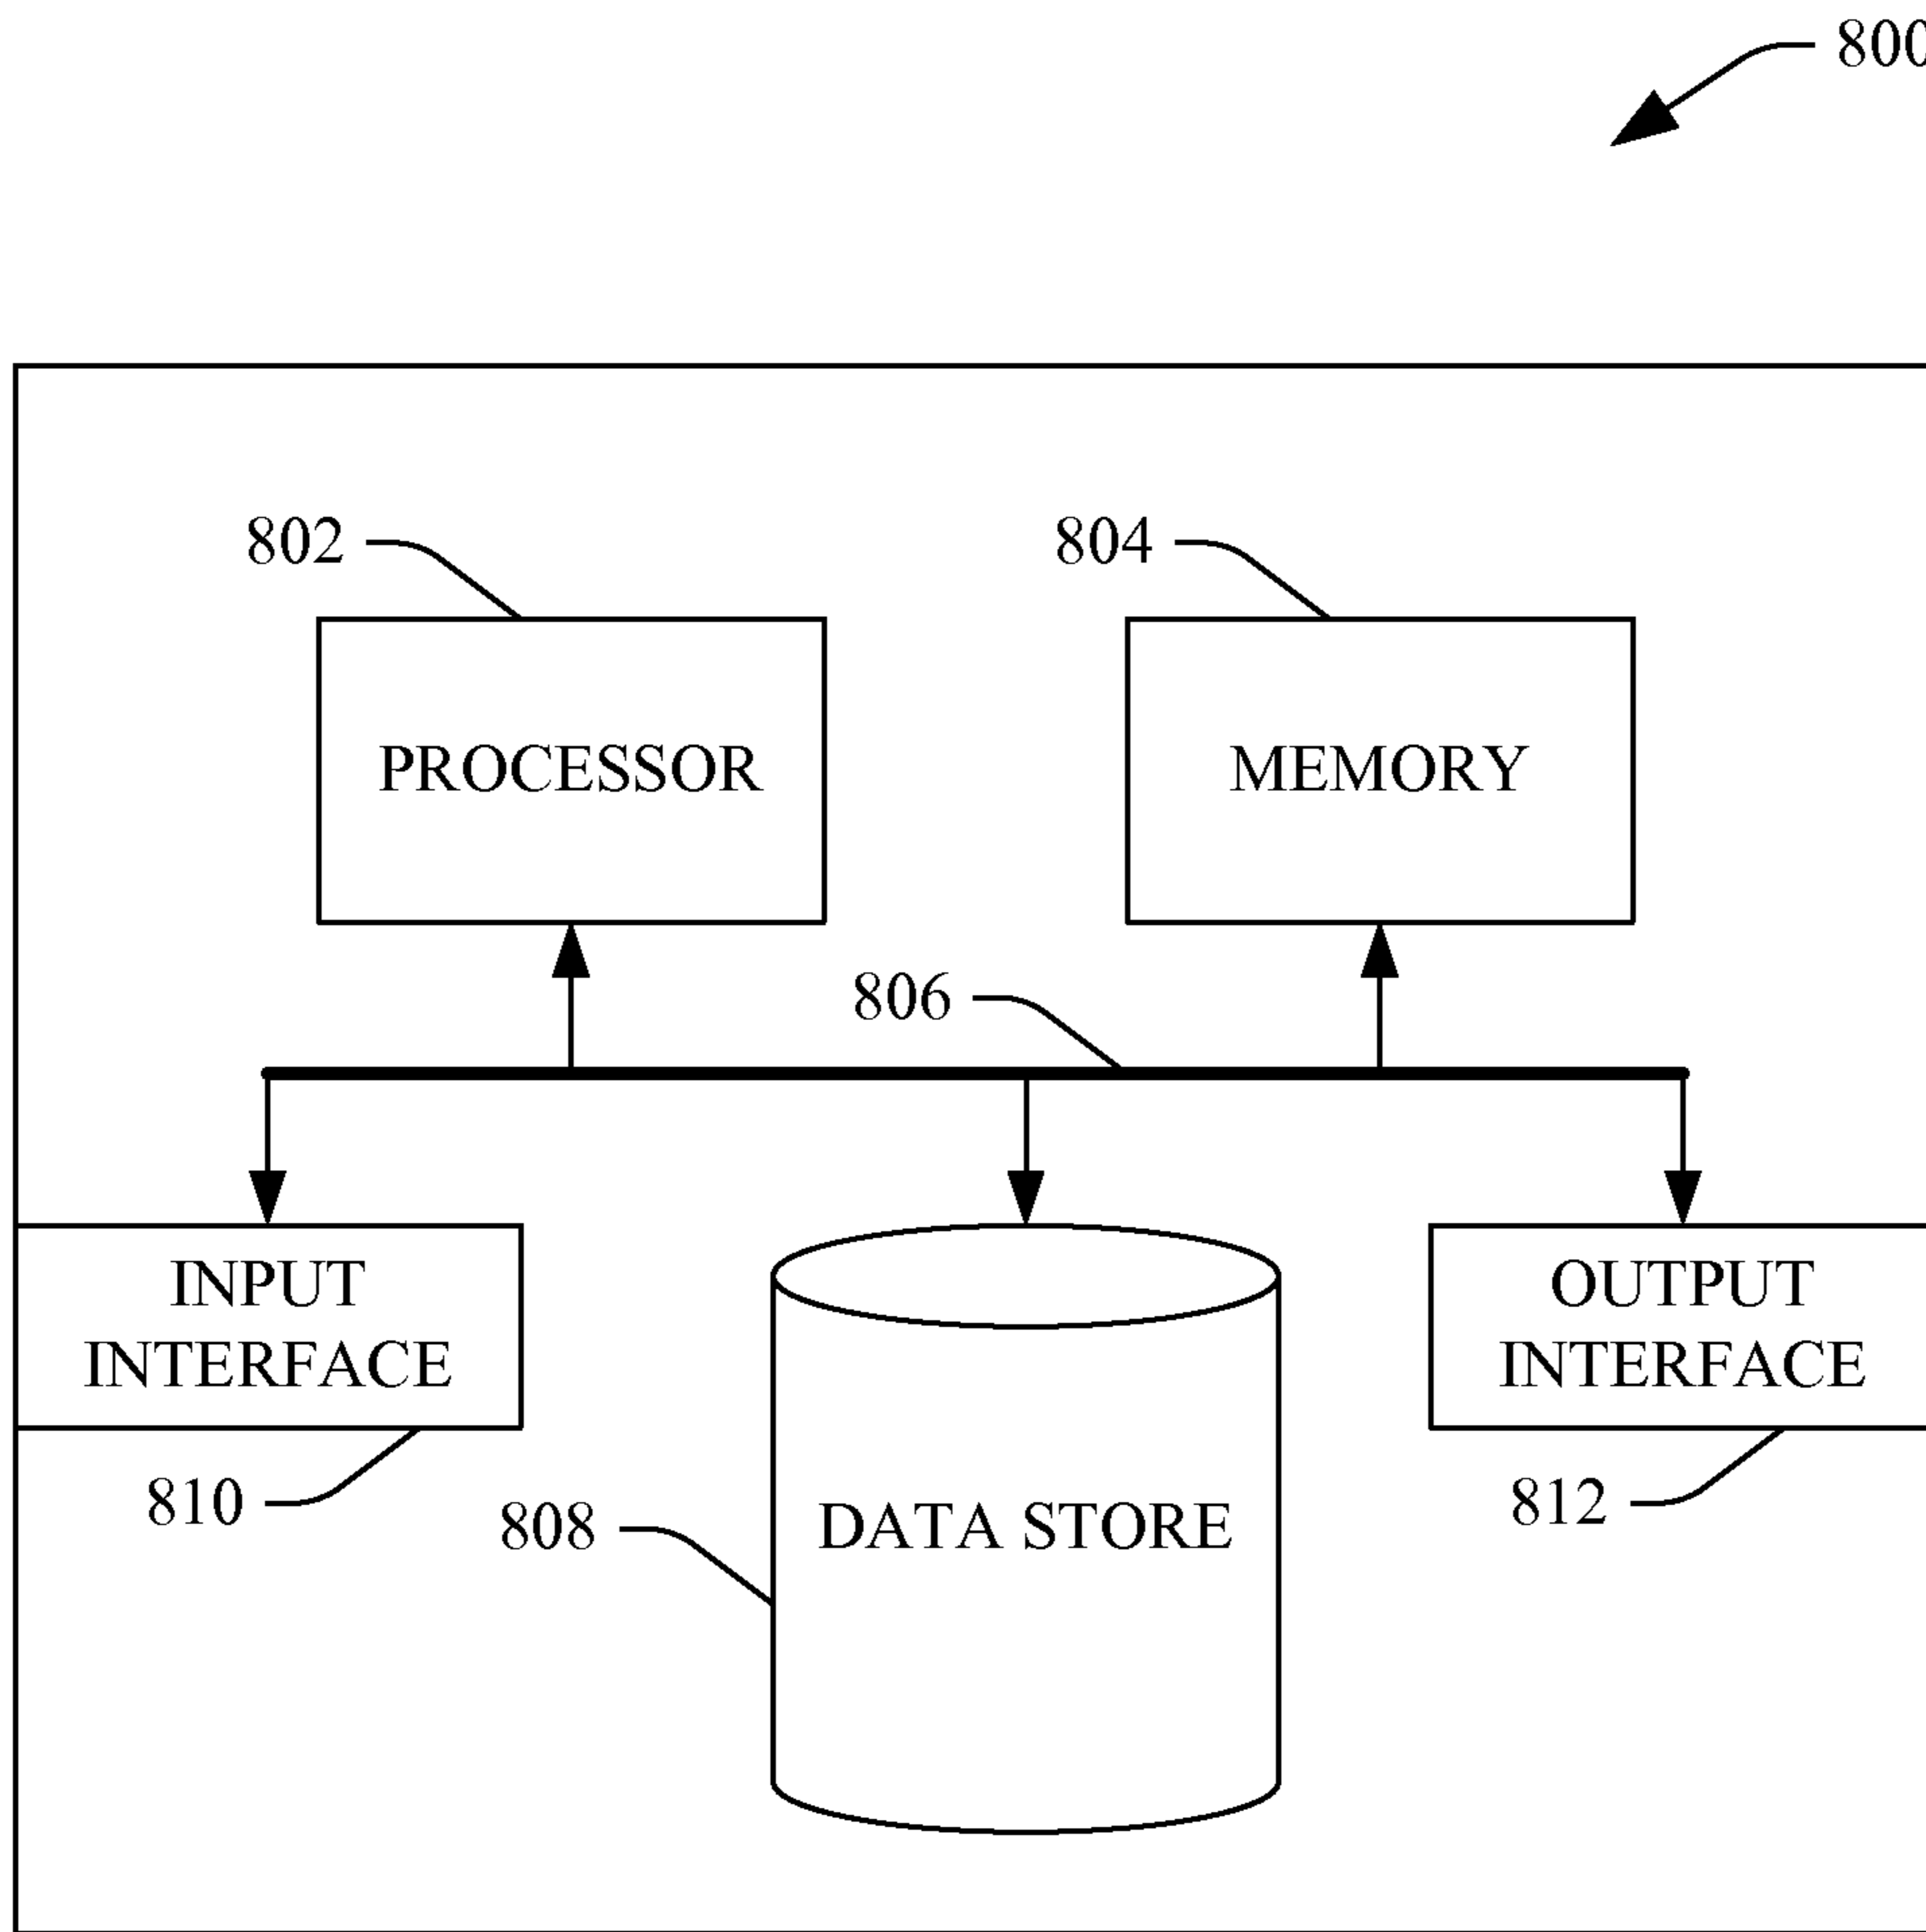 800
802
804
PROCESSOR
MEMORY
806
INPUT
INTERFACE
OUTPUT
INTERFACE
810
808
DATA STORE
812